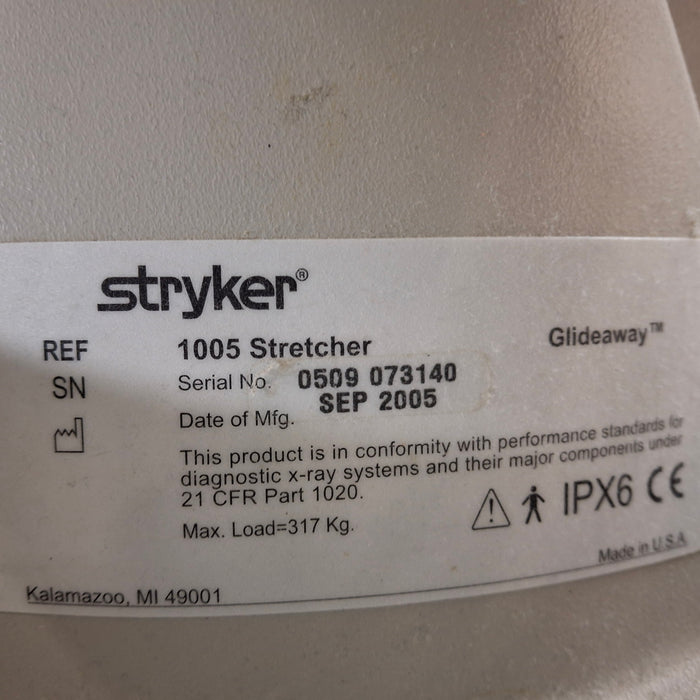 stryker®
Glideaway™
REF 1005 Stretcher
SN Serial No. 0509 073140
SEP 2005
Date of Mfg.
This product is in conformity with performance standards for
diagnostic x-ray systems and their major components under
21 CFR Part 1020.
Max. Load=317 Kg.
IPX6 CE
Made in U.S.A.
Kalamazoo, MI 49001